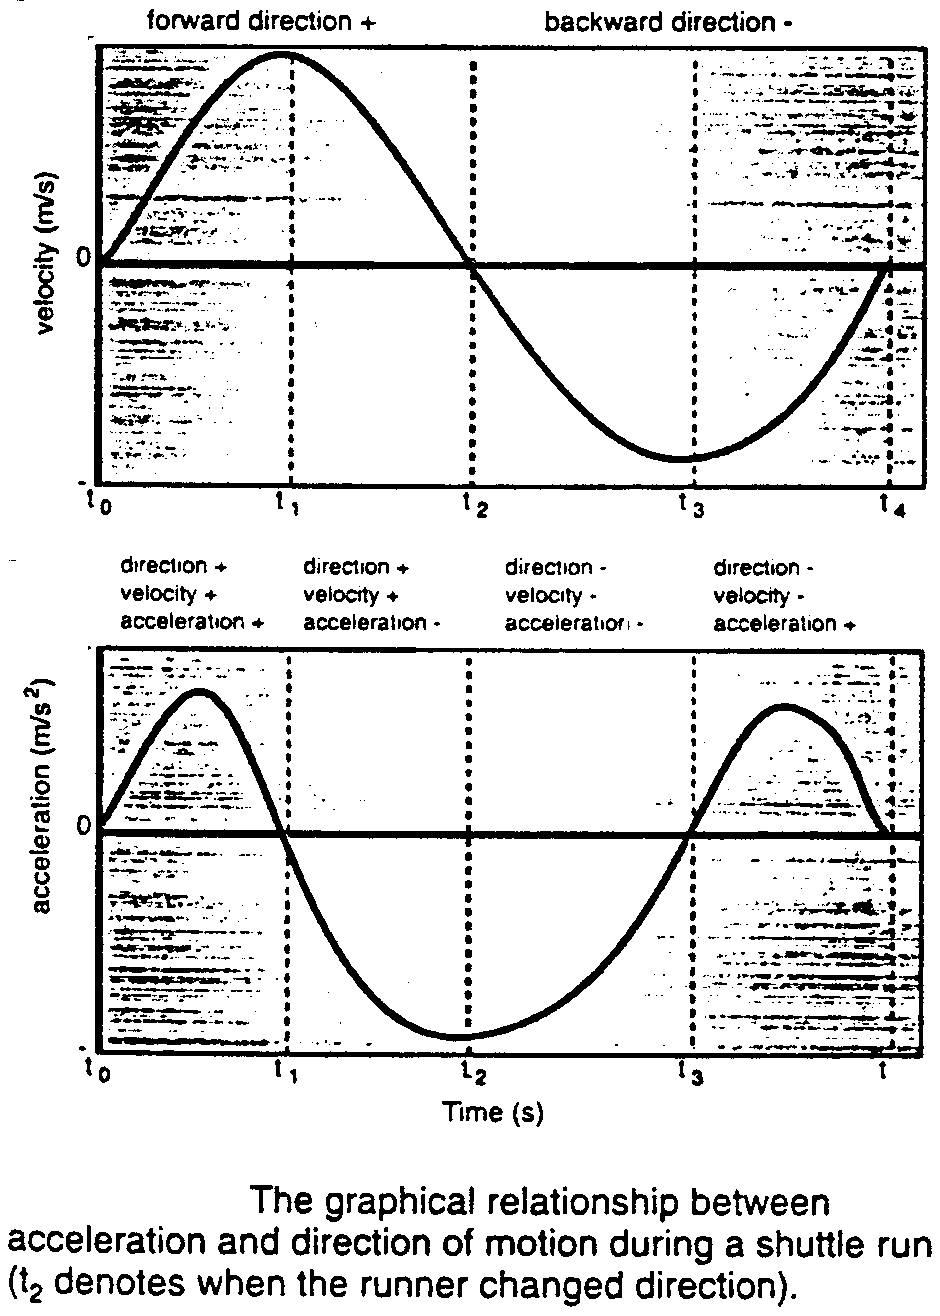 forward direction + backward direction -
velocity (m/s)
0
-
t0 t1 t2 t3 t4
direction + direction + direction - direction -
velocity + velocity + velocity - velocity -
acceleration + acceleration - acceleration - acceleration +
acceleration (m/s2)
0
-
t0 t1 t2 t3 t
Time (s)
The graphical relationship between
acceleration and direction of motion during a shuttle run
(t2 denotes when the runner changed direction).